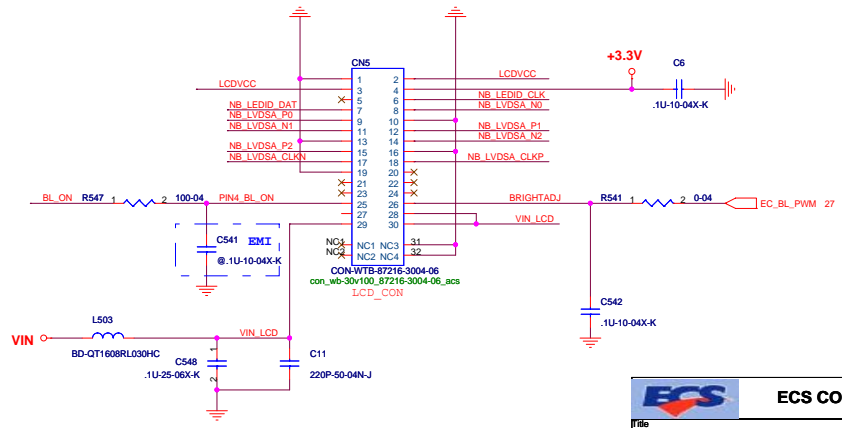 +3.3V
CN5
C6
LCDVCC
1
2
LCDVCC
3
4
NB_LEDID_CLK
5
6
.1U-10-04X-K
NB_LEDID_DAT
7
8
NB_LVDSA_N0
NB_LVDSA_P0
9
10
NB_LVDSA_N1
11
12
NB_LVDSA_P1
13
14
NB_LVDSA_N2
NB_LVDSA_P2
15
16
NB_LVDSA_CLKN
17
18
NB_LVDSA_CLKP
19
20
21
22
23
24
BL_ON
R547
1
2
100-04
PIN4_BL_ON
25
26
BRIGHTADJ
R541
1
2
0-04
EC_BL_PWM
27
27
28
29
30
VIN_LCD
C541
EMI
@.1U-10-04X-K
NC1
NC1
NC3
31
NC2
NC4
32
CON-WTB-87216-3004-06
con_wb-30v100_87216-3004-06_acs
LCD_CON
C542
.1U-10-04X-K
L503
VIN
VIN_LCD
BD-QT1608RL030HC
1
C548
.1U-25-06X-K
2
C11
220P-50-04N-J
ECS
ECS CO
Title